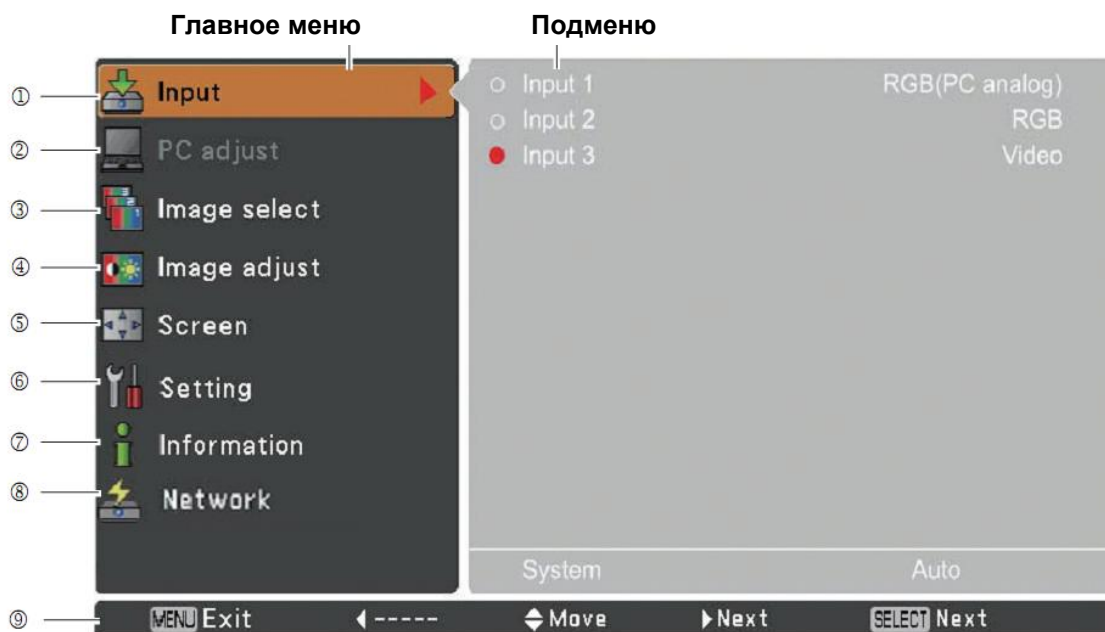 Главное меню Подменю
① Input ▶ ○ Input 1 RGB(PC analog)
○ Input 2 RGB
② PC adjust ● Input 3 Video
③ Image select
④ Image adjust
⑤ Screen
⑥ Setting
⑦ Information
⑧ Network
System Auto
⑨ MENU Exit ◀ ----- Move ▶ Next SELECT Next